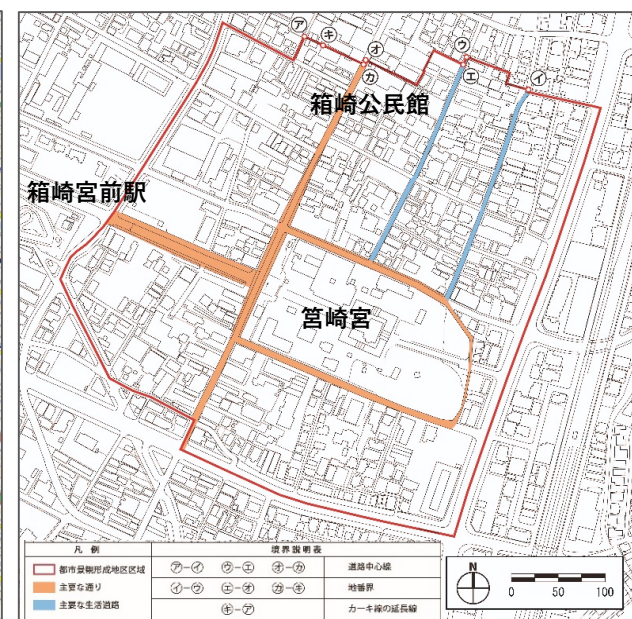 ア
キ
オ
カ
ウ
エ
イ
箱崎公民館
箱崎宮前駅
筥崎宮
凡例
境界説明表
都市景観形成地区区域
ア-イ ウ-エ オ-カ
道路中心線
主要な通り
イ-ウ エ-オ カ-キ
地番界
主要な生活道路
キ-ア
カーキ線の延長線
N
0 50 100